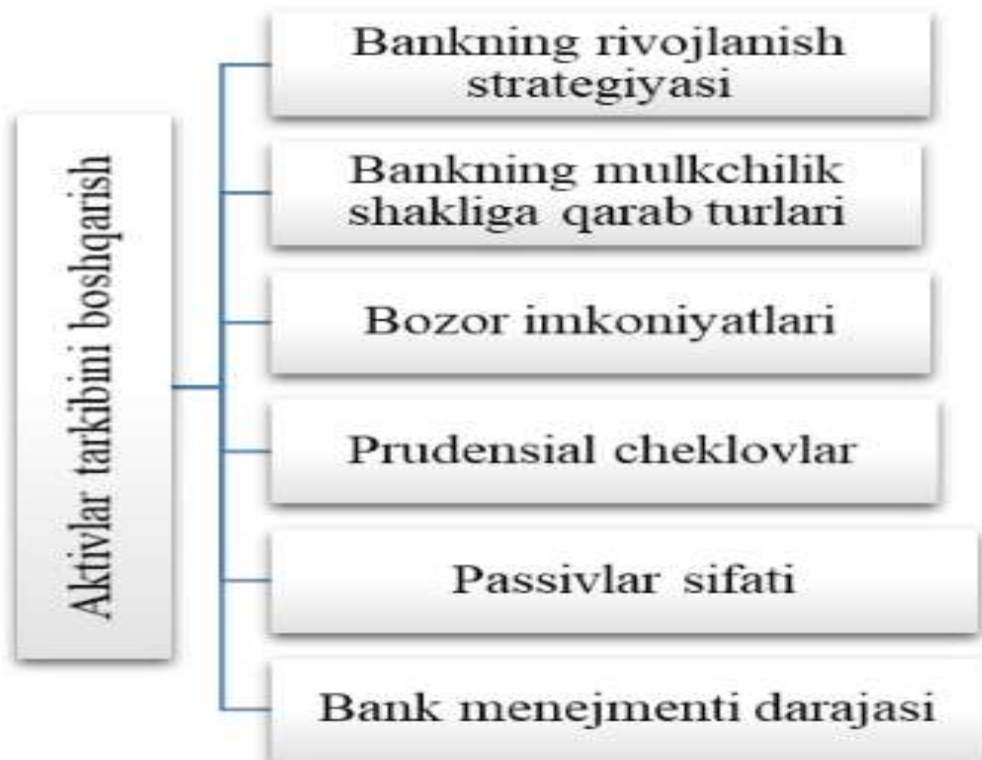 Aktivlar tarkibini boshqarish
Bankning rivojlanish
strategiyasi
Bankning mulkchilik
shakliga qarab turlari
Bozor imkoniyatlari
Prudensial cheklovlar
Passivlar sifati
Bank menejmenti darajasi